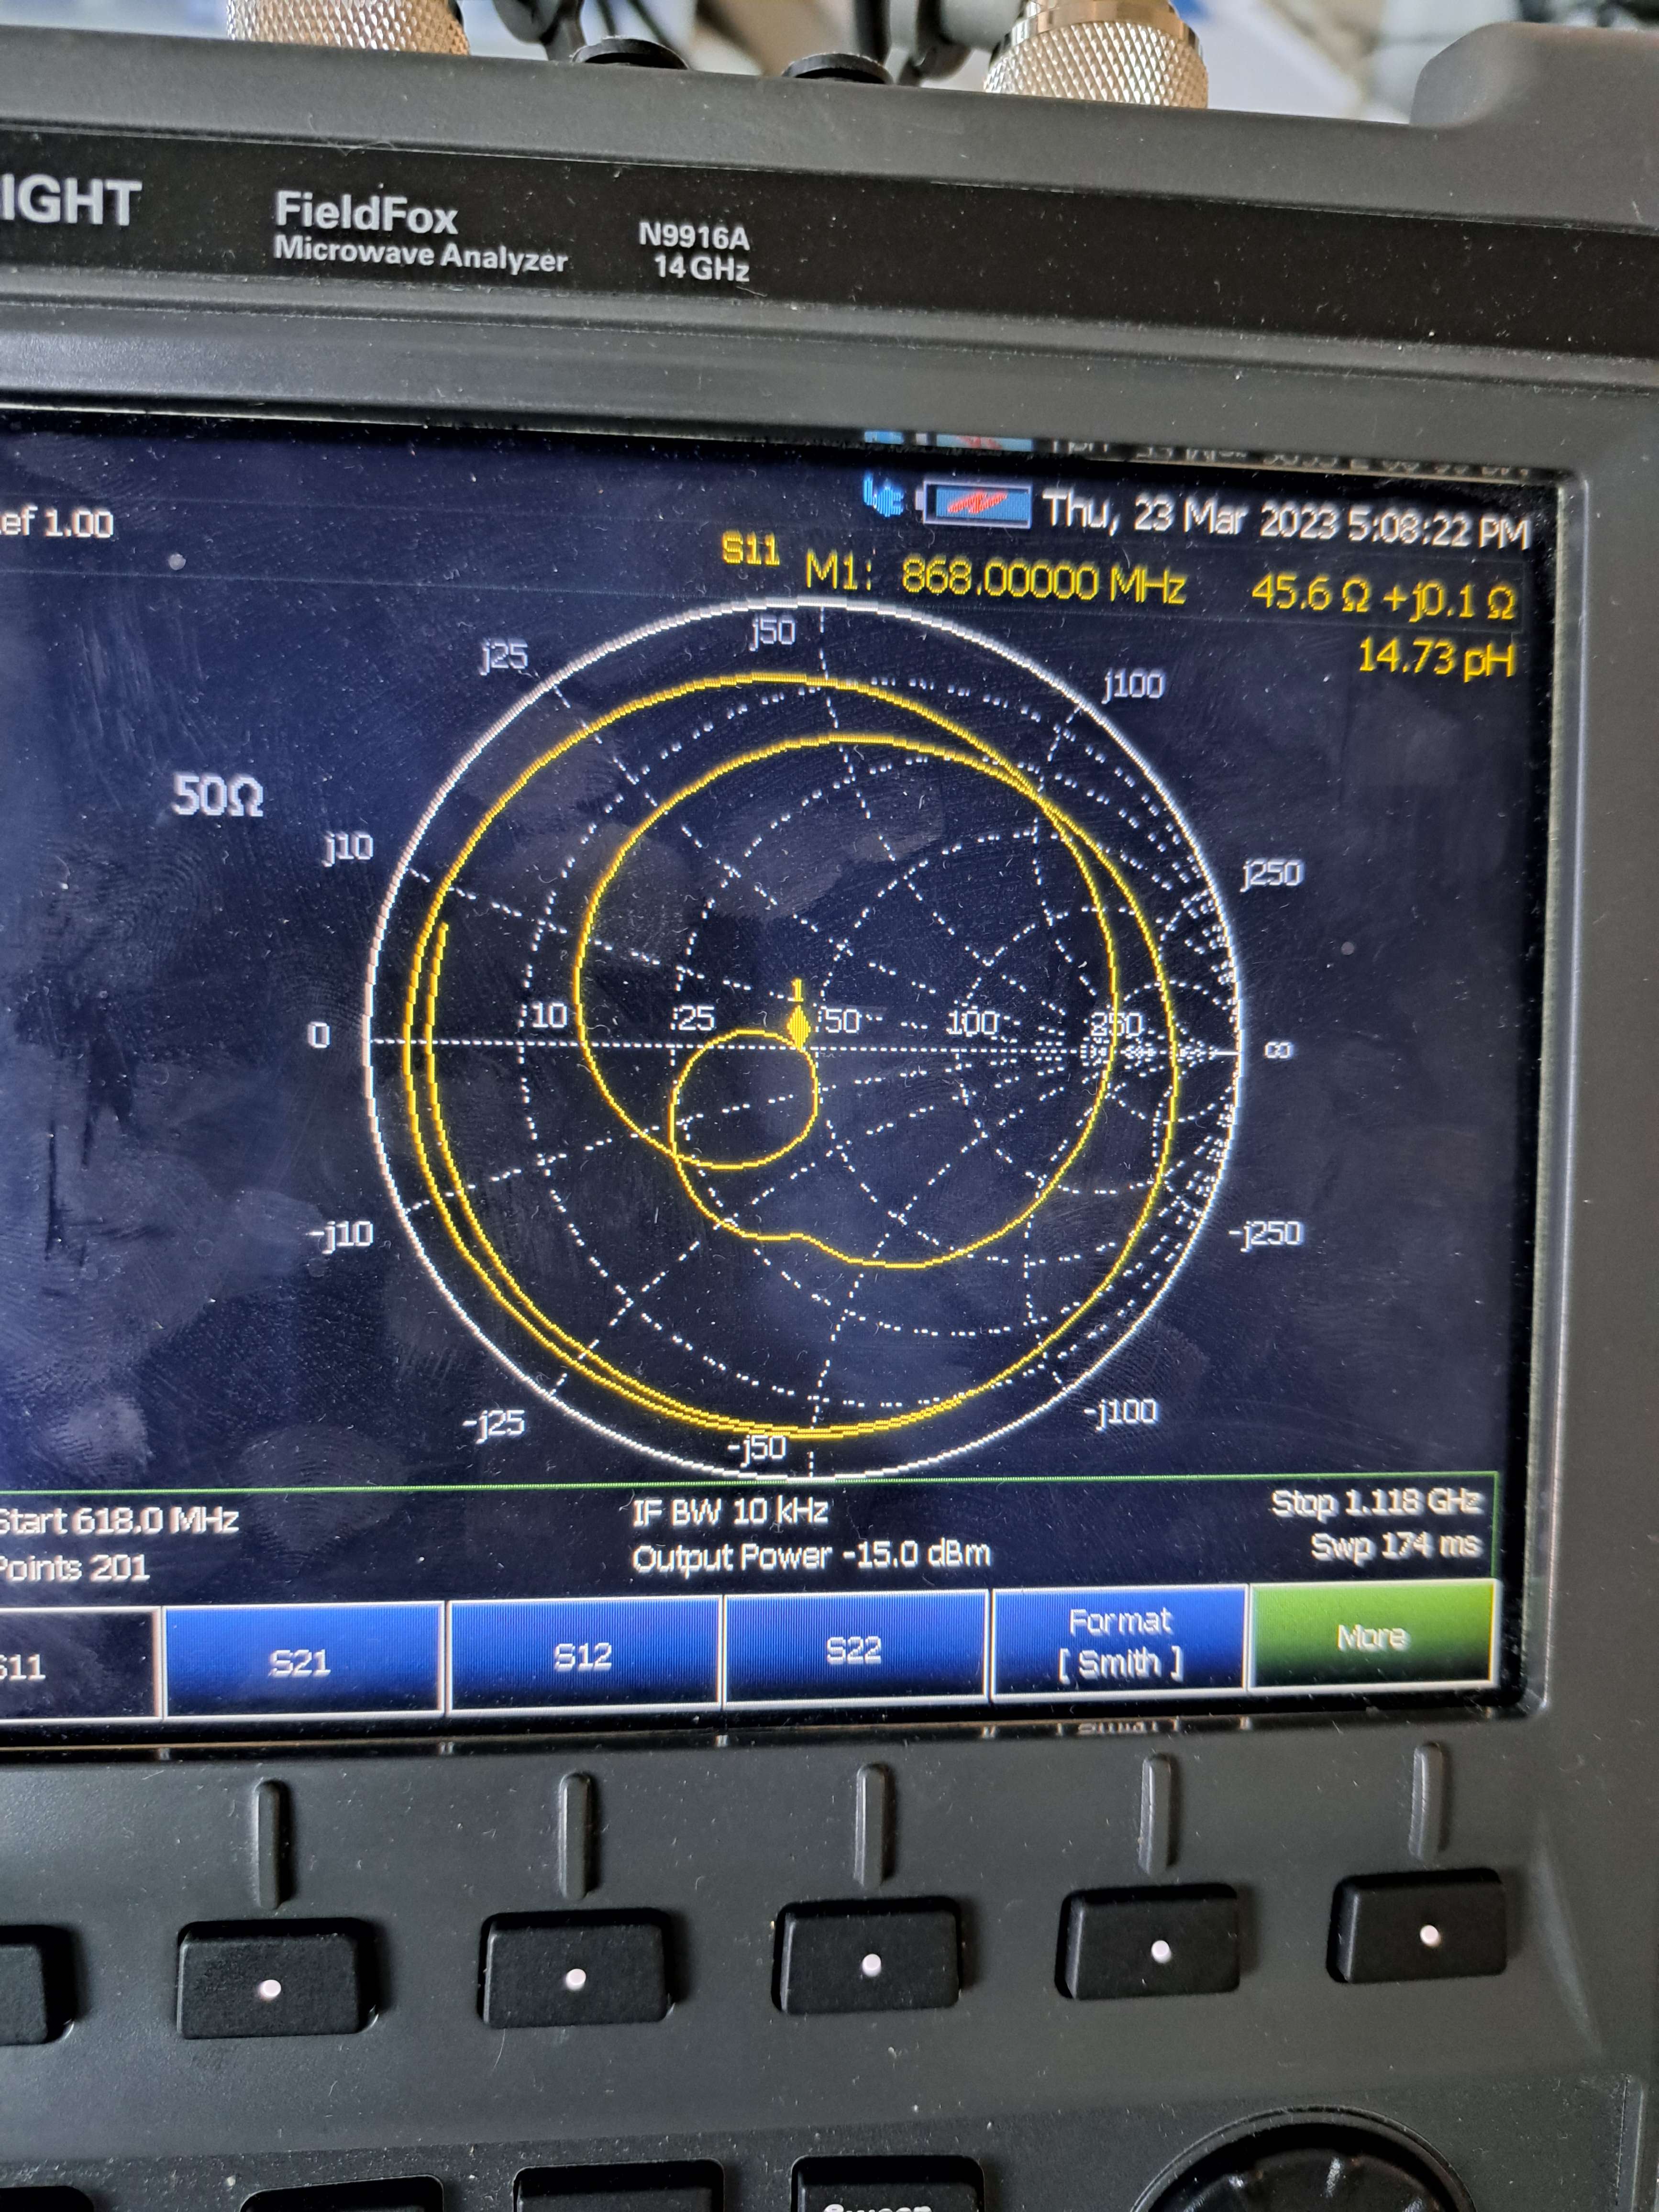 IGHT
FieldFox
Microwave Analyzer
N9916A
14 GHz
Thu, 23 Mar 2023 5:08:22 PM
ef 1.00
S11 M1: 868.00000 MHz 45.6 Ω +j0.1 Ω
14.73 pH
50Ω
j50
j25
j100
j10
j250
1
0
10
25
50
100
250
∞
-j10
-j250
-j25
-j100
-j50
Start 618.0 MHz
IF BW 10 kHz
Stop 1.118 GHz
Points 201
Output Power -15.0 dBm
Swp 174 ms
S11
S21
S12
S22
Format
[ Smith ]
More